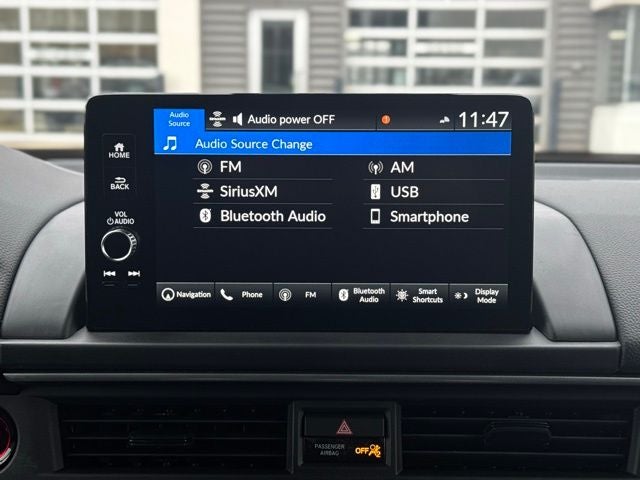 Audio
Source
SIRIUS
Audio power OFF
11:47
HOME
Audio Source Change
FM
AM
BACK
SiriusXM
USB
VOL
AUDIO
Bluetooth Audio
Smartphone
Navigation
Phone
FM
Bluetooth
Audio
Smart
Shortcuts
Display
Mode
PASSENGER
AIRBAG
OFF